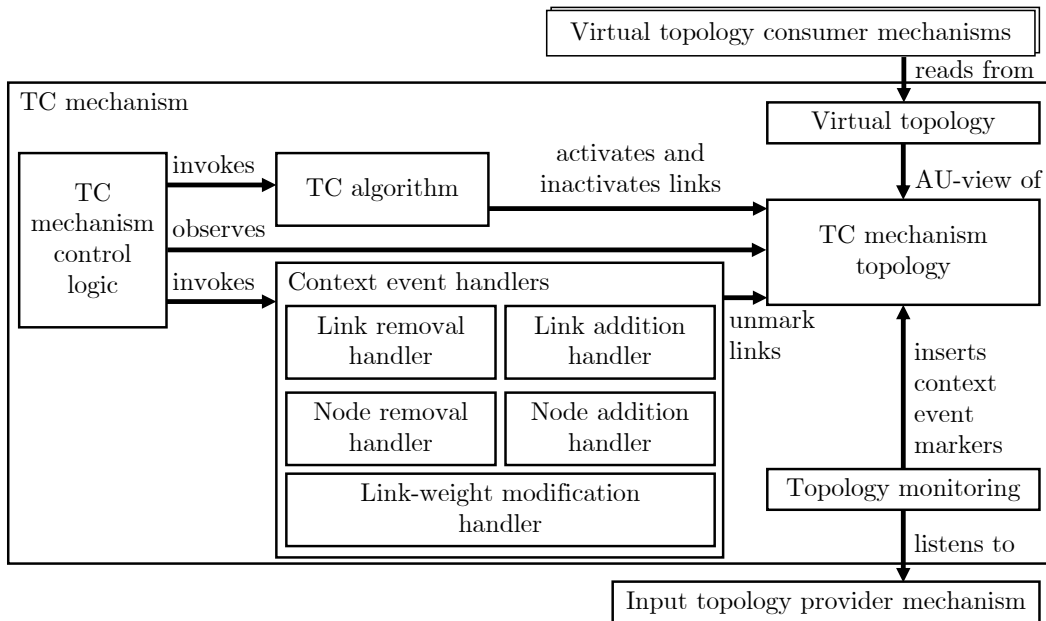 Virtual topology consumer mechanisms
reads from
TC mechanism
Virtual topology
AU-view of
TC
mechanism
control
logic
invokes
TC algorithm
activates and
inactivates links
observes
TC mechanism
topology
invokes
Context event handlers
unmark
links
Link removal
handler
Link addition
handler
Node removal
handler
Node addition
handler
Link-weight modification
handler
inserts
context
event
markers
Topology monitoring
listens to
Input topology provider mechanism